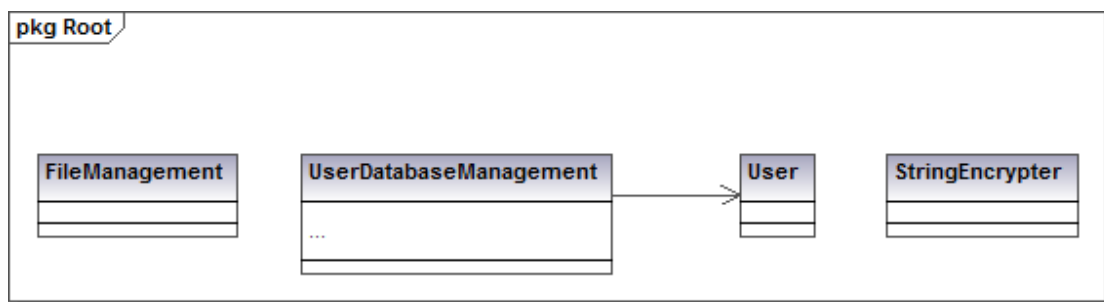 pkg Root
FileManagement
UserDatabaseManagement
...
User
StringEncrypter